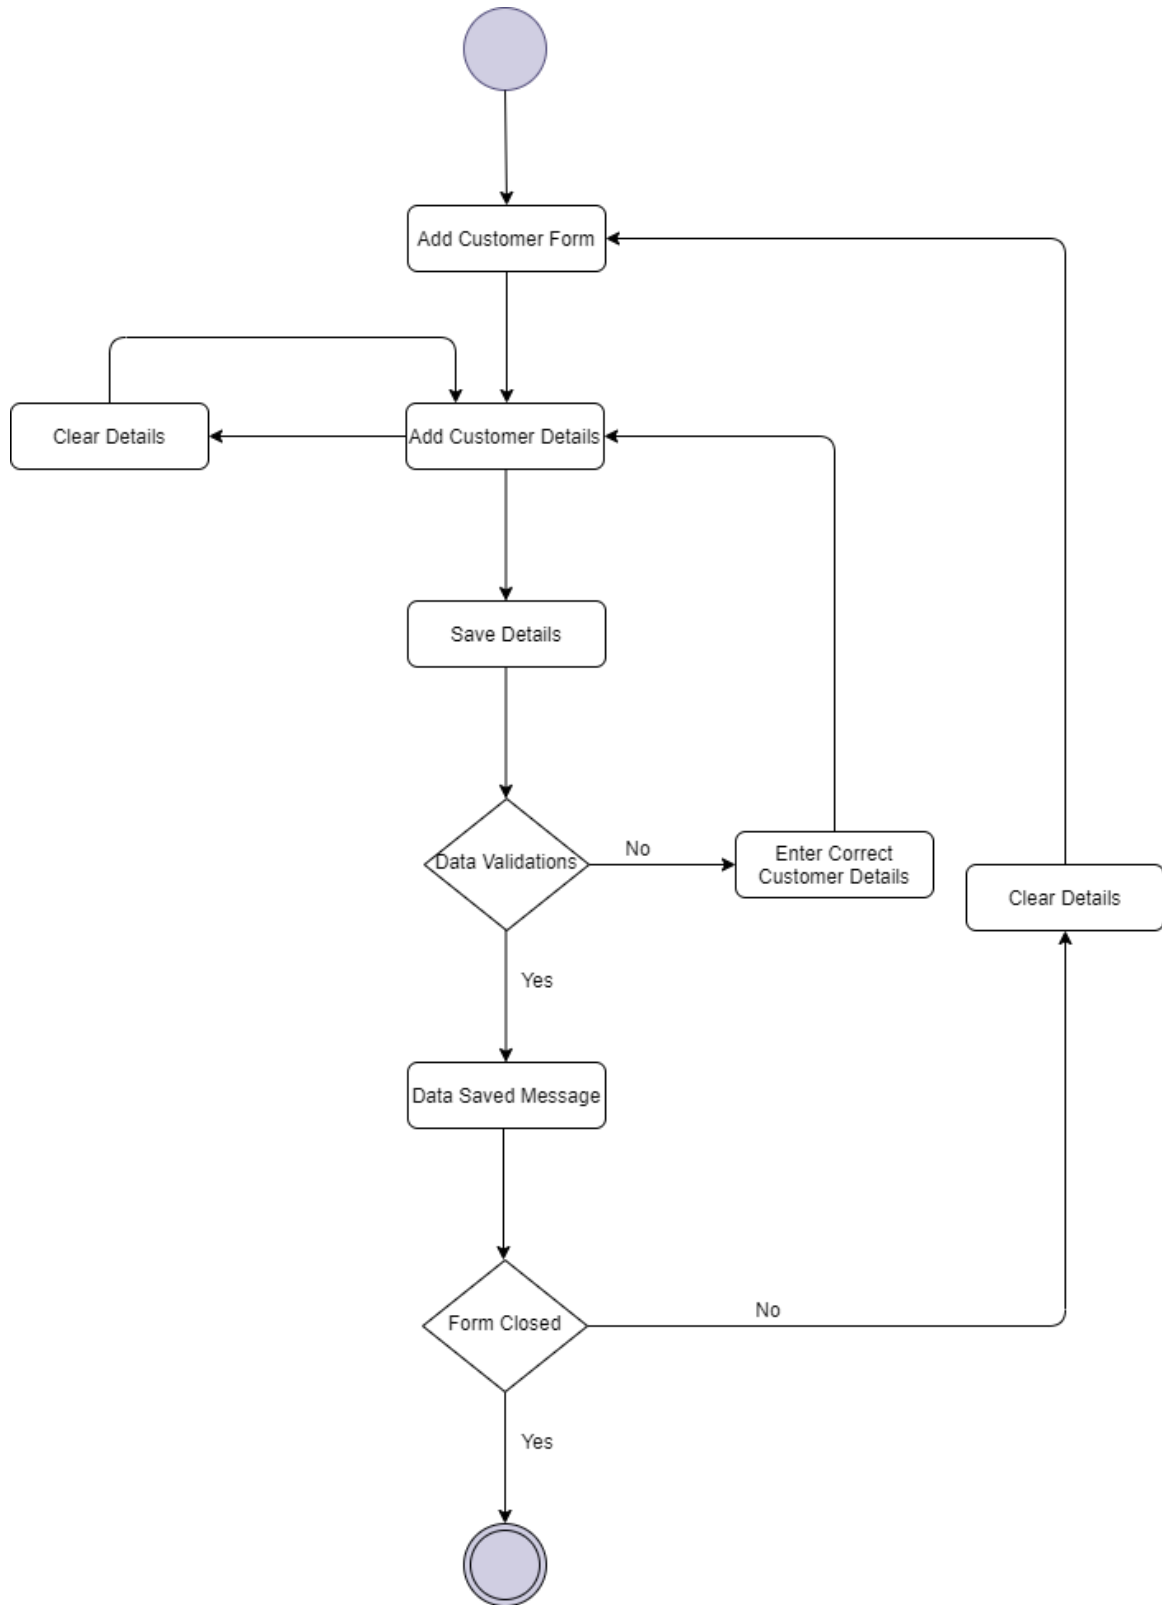 Add Customer Form
Clear Details
Add Customer Details
Save Details
Data Validations
No
Enter Correct
Customer Details
Clear Details
Yes
Data Saved Message
Form Closed
No
Yes